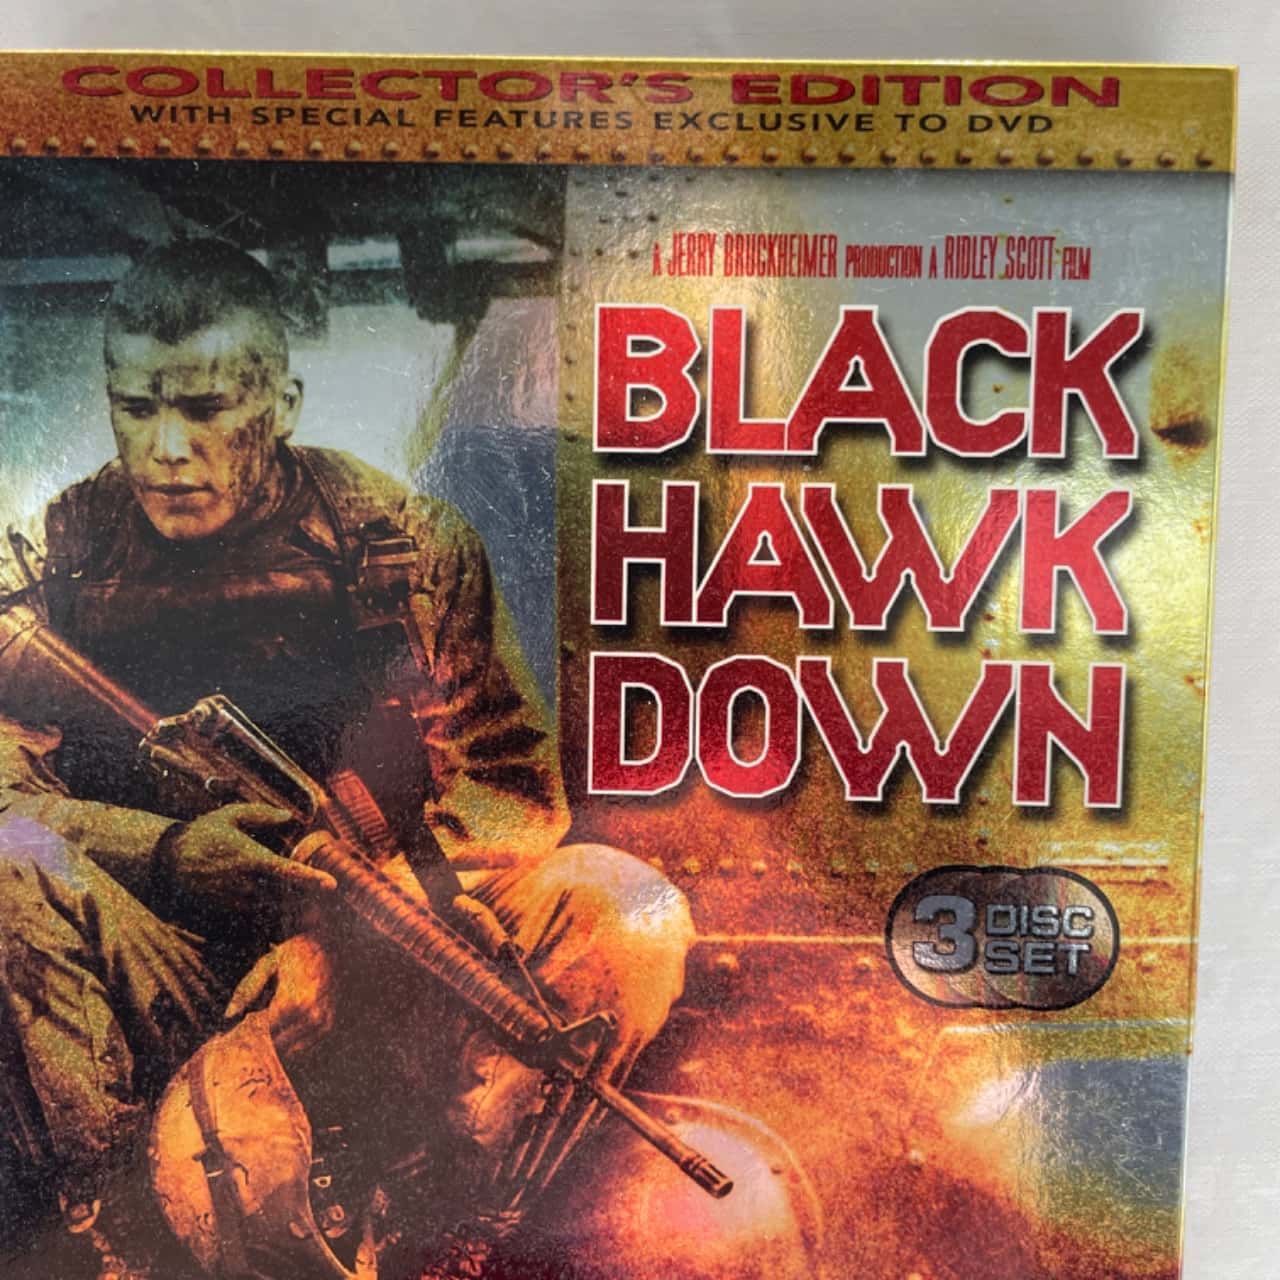 COLLECTOR'S EDITION
WITH SPECIAL FEATURES EXCLUSIVE TO DVD
A JERRY BRUCKHEIMER PRODUCTION A RIDLEY SCOTT FILM
BLACK
HAWK
DOWN
3 DISC
SET